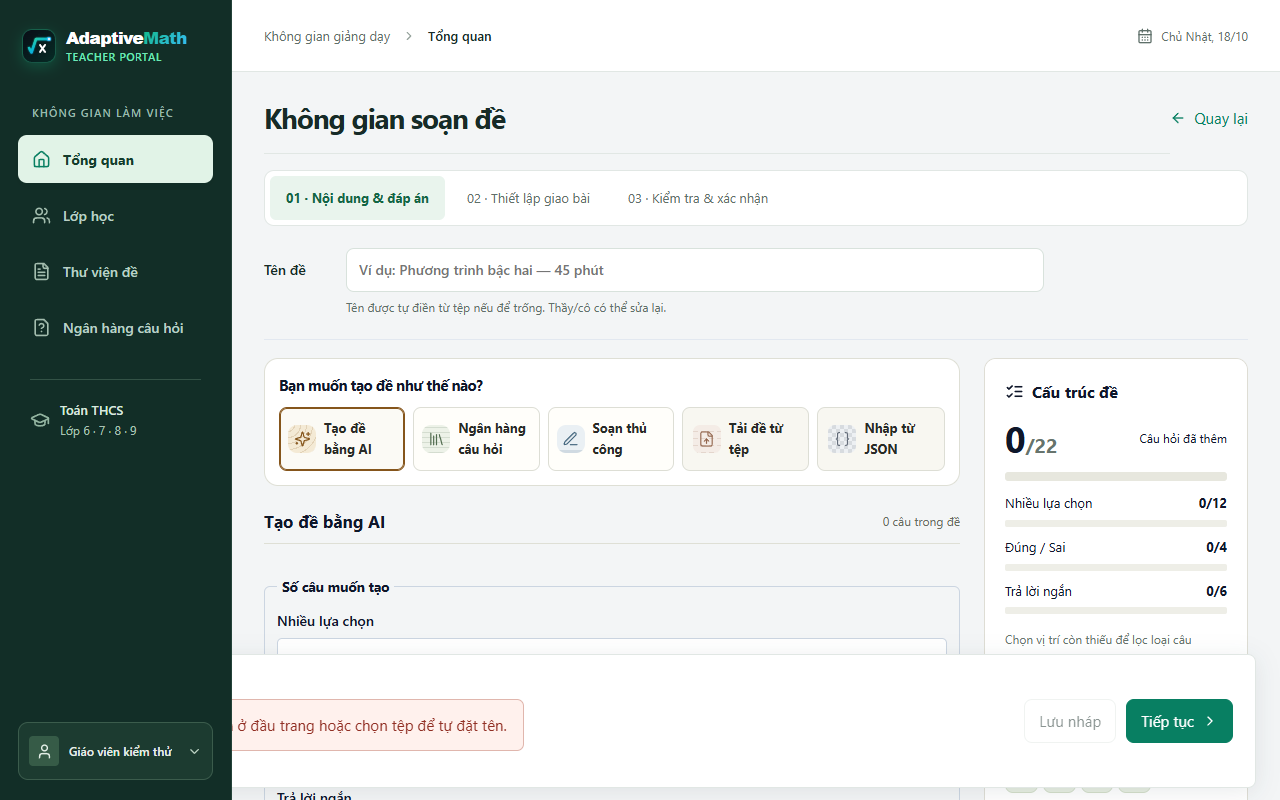 AdaptiveMath
TEACHER PORTAL
KHÔNG GIAN LÀM VIỆC
Tổng quan
Lớp học
Thư viện đề
Ngân hàng câu hỏi
Toán THCS
Lớp 6 · 7 · 8 · 9
Giáo viên kiểm thử
Không gian giảng dạy > Tổng quan
Chủ Nhật, 18/10
Không gian soạn đề
← Quay lại
01 · Nội dung & đáp án
02 · Thiết lập giao bài
03 · Kiểm tra & xác nhận
Tên đề
Ví dụ: Phương trình bậc hai — 45 phút
Tên được tự điền từ tệp nếu để trống. Thầy/cô có thể sửa lại.
Bạn muốn tạo đề như thế nào?
Tạo đề
bằng AI
Ngân hàng
câu hỏi
Soạn thủ
công
Tải đề từ
tệp
Nhập từ
JSON
Tạo đề bằng AI
0 câu trong đề
Số câu muốn tạo
Nhiều lựa chọn
Cấu trúc đề
0/22
Câu hỏi đã thêm
Nhiều lựa chọn 0/12
Đúng / Sai 0/4
Trả lời ngắn 0/6
Chọn vị trí còn thiếu để lọc loại câu
ở đầu trang hoặc chọn tệp để tự đặt tên.
Lưu nháp
Tiếp tục
Trả lời ngắn